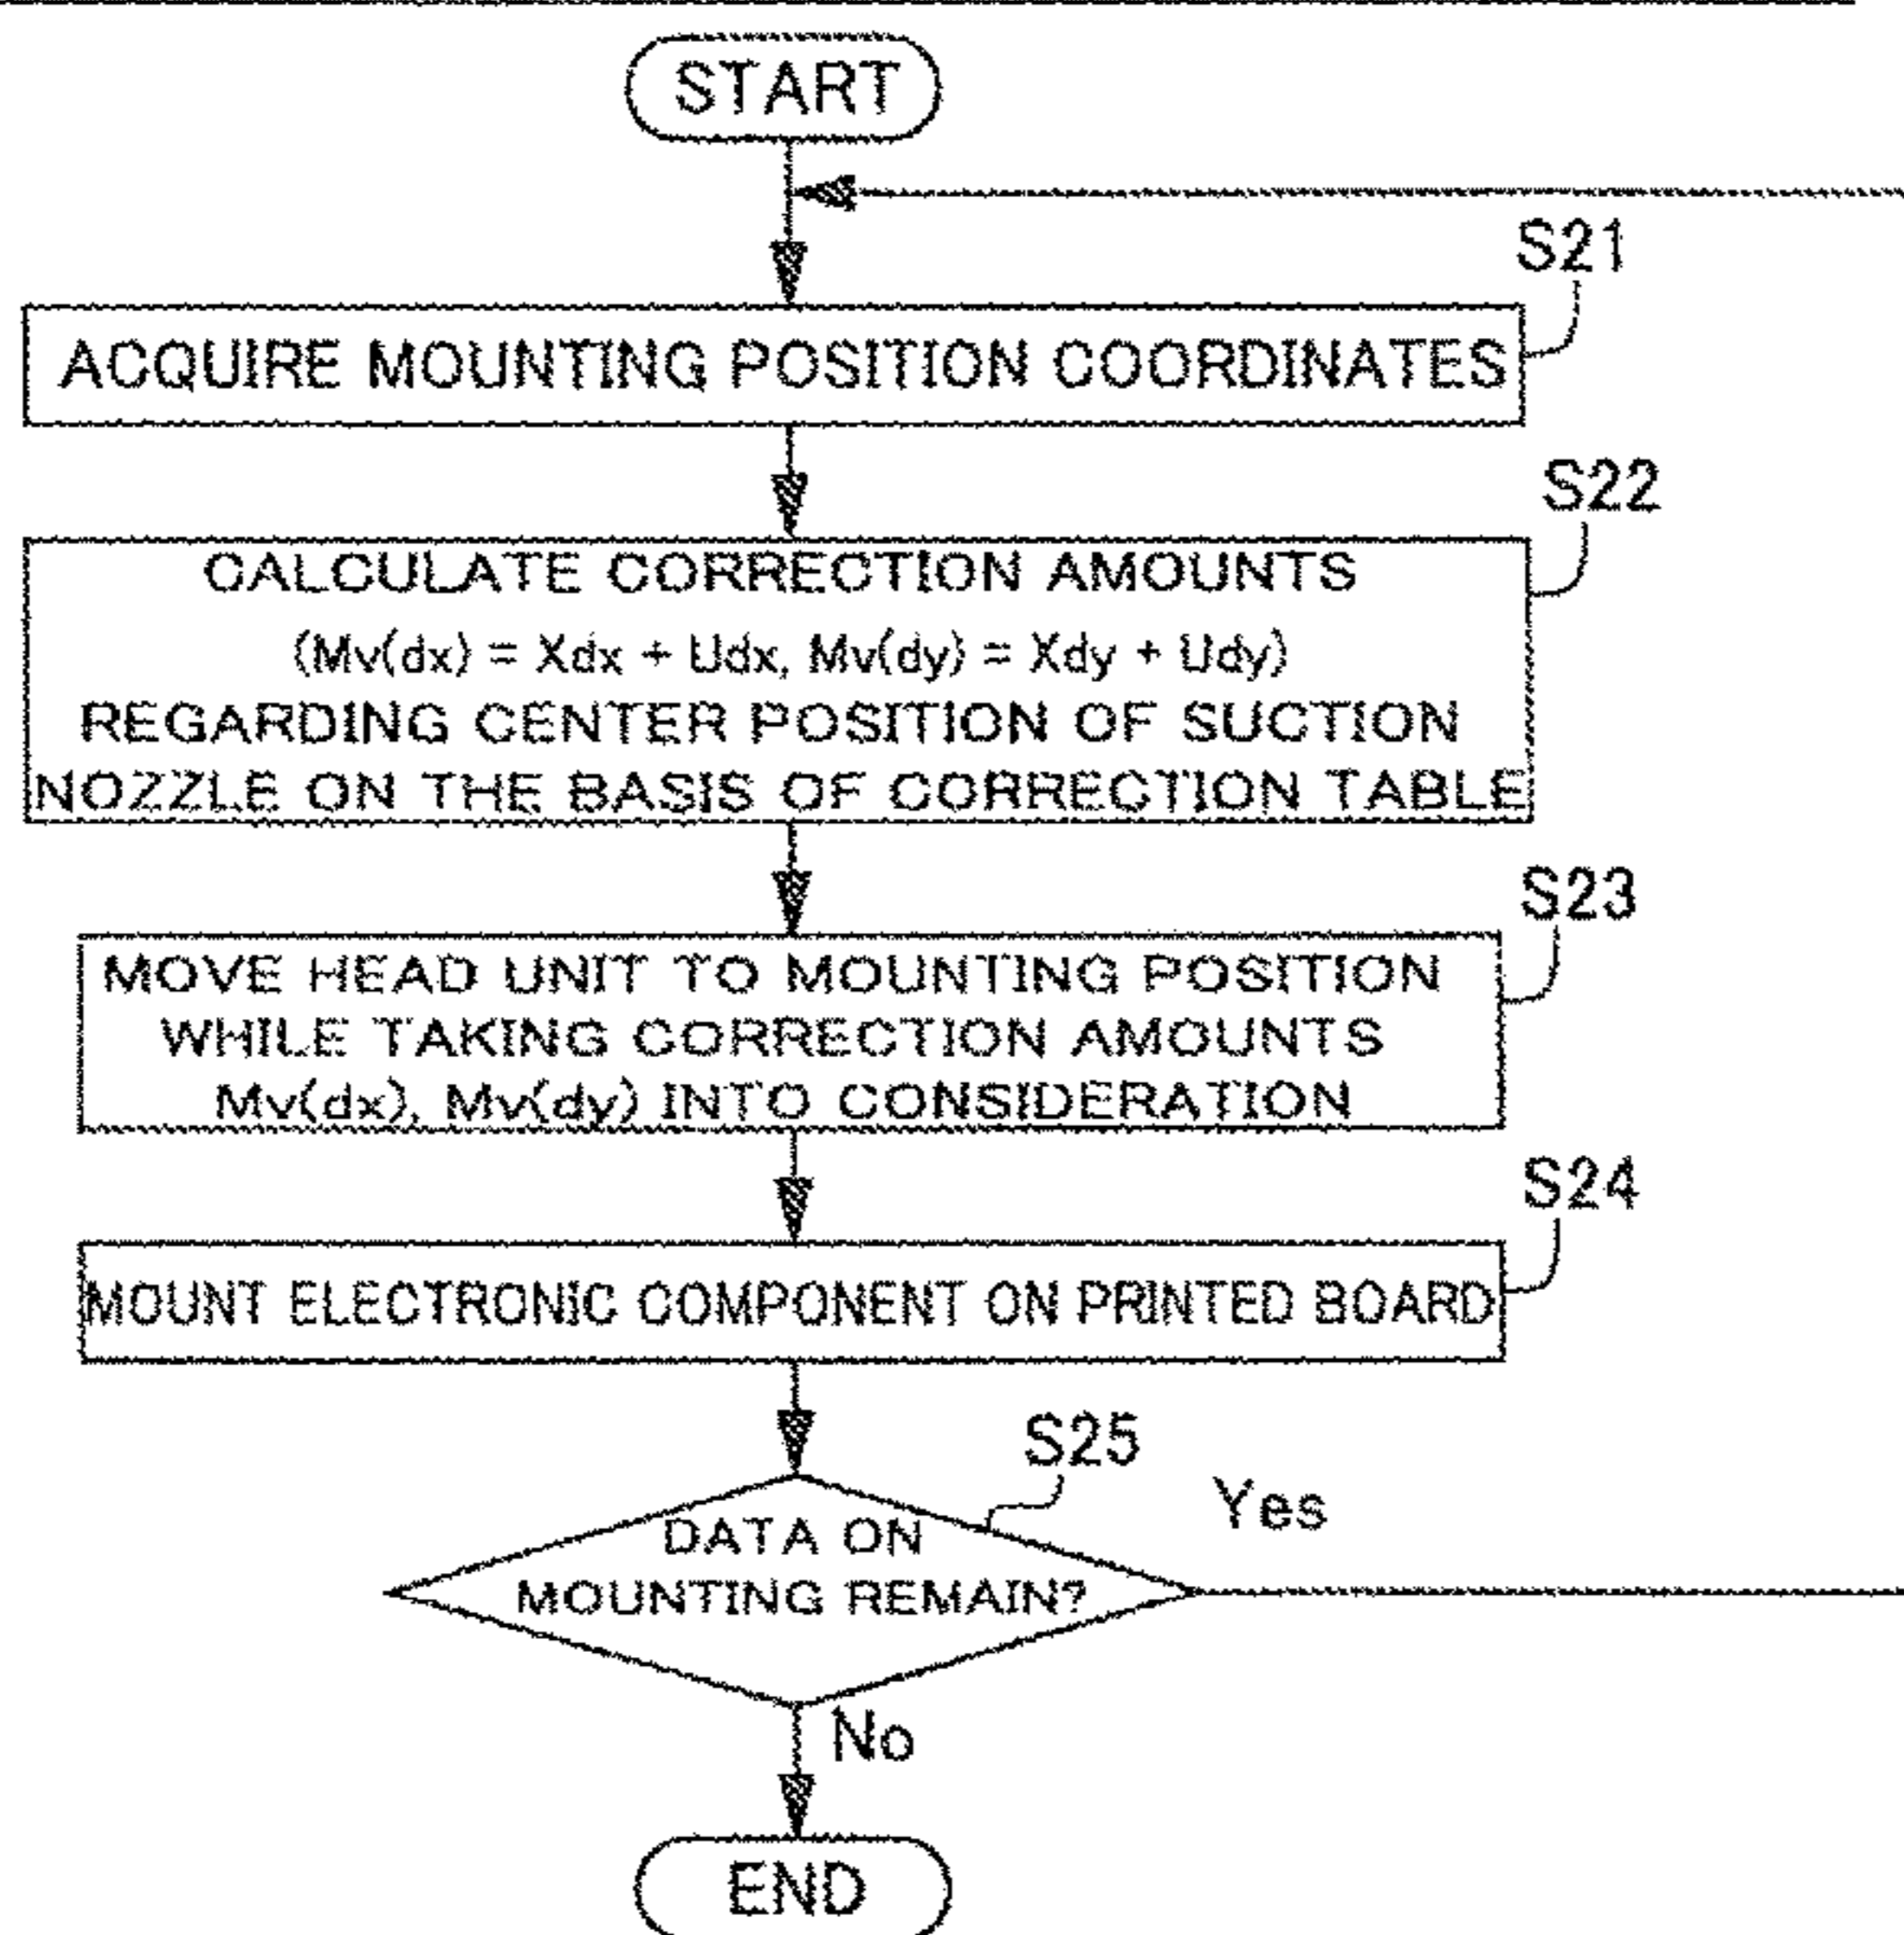 START
S21
ACQUIRE MOUNTING POSITION COORDINATES
S22
CALCULATE CORRECTION AMOUNTS
(Mv(dx) = Xdx + Udx, Mv(dy) = Xdy + Udy)
REGARDING CENTER POSITION OF SUCTION
NOZZLE ON THE BASIS OF CORRECTION TABLE
S23
MOVE HEAD UNIT TO MOUNTING POSITION
WHILE TAKING CORRECTION AMOUNTS
Mv(dx), Mv(dy) INTO CONSIDERATION
S24
MOUNT ELECTRONIC COMPONENT ON PRINTED BOARD
S25
Yes
DATA ON
MOUNTING REMAIN?
No
END